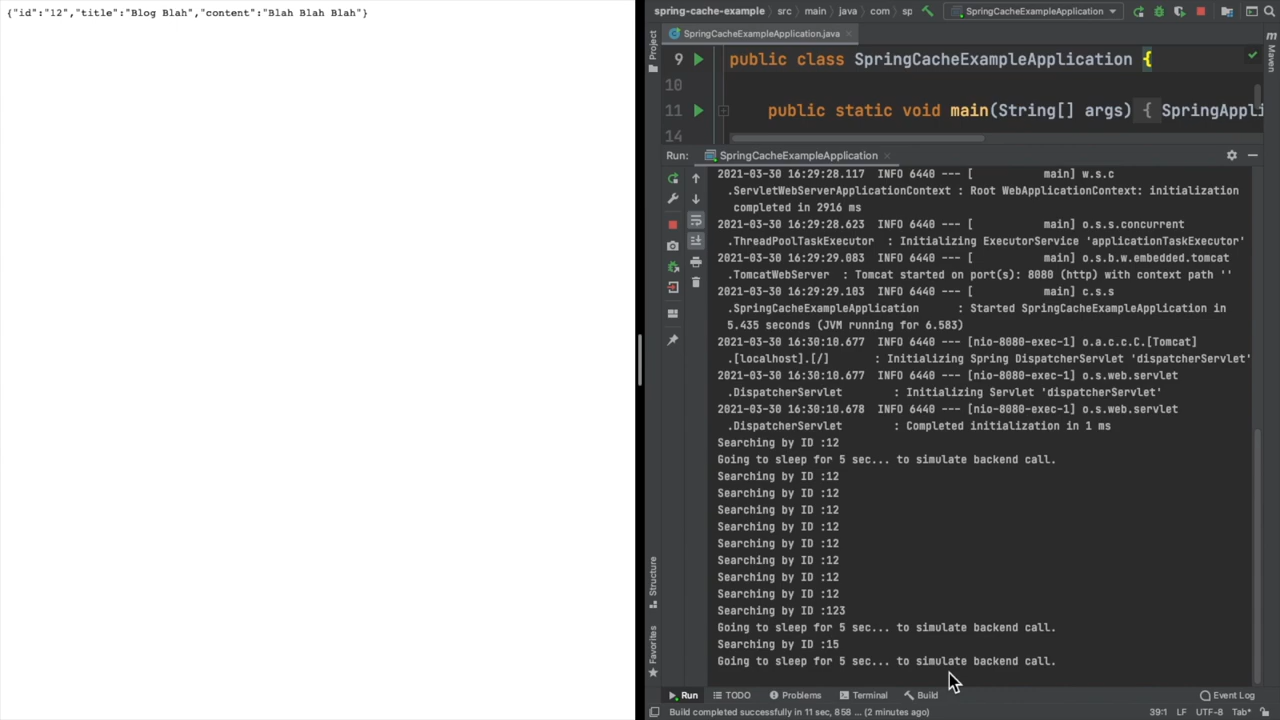 {"id":"12","title":"Blog Blah","content":"Blah Blah Blah"}
spring-cache-example src main java com sp SpringCacheExampleApplication
Project
SpringCacheExampleApplication.java
Maven
9 public class SpringCacheExampleApplication {
10
11 public static void main(String[] args) { SpringAppli
14
Run: SpringCacheExampleApplication
2021-03-30 16:29:28.117 INFO 6440 --- [ main] w.s.c
.ServletWebServerApplicationContext : Root WebApplicationContext: initialization
completed in 2916 ms
2021-03-30 16:29:28.623 INFO 6440 --- [ main] o.s.s.concurrent
.ThreadPoolTaskExecutor : Initializing ExecutorService 'applicationTaskExecutor'
2021-03-30 16:29:29.083 INFO 6440 --- [ main] o.s.b.w.embedded.tomcat
.TomcatWebServer : Tomcat started on port(s): 8080 (http) with context path ''
2021-03-30 16:29:29.103 INFO 6440 --- [ main] c.s.s
.SpringCacheExampleApplication : Started SpringCacheExampleApplication in
5.435 seconds (JVM running for 6.583)
2021-03-30 16:30:10.677 INFO 6440 --- [nio-8080-exec-1] o.a.c.c.C.[Tomcat]
.[localhost].[/] : Initializing Spring DispatcherServlet 'dispatcherServlet'
2021-03-30 16:30:10.677 INFO 6440 --- [nio-8080-exec-1] o.s.web.servlet
.DispatcherServlet : Initializing Servlet 'dispatcherServlet'
2021-03-30 16:30:10.678 INFO 6440 --- [nio-8080-exec-1] o.s.web.servlet
.DispatcherServlet : Completed initialization in 1 ms
Searching by ID :12
Going to sleep for 5 sec... to simulate backend call.
Searching by ID :12
Searching by ID :12
Searching by ID :12
Searching by ID :12
Searching by ID :12
Searching by ID :12
Searching by ID :12
Searching by ID :12
Searching by ID :123
Going to sleep for 5 sec... to simulate backend call.
Searching by ID :15
Going to sleep for 5 sec... to simulate backend call.
Structure
Favorites
Run TODO Problems Terminal Build Event Log
Build completed successfully in 11 sec, 858 ... (2 minutes ago) 39:1 LF UTF-8 Tab*